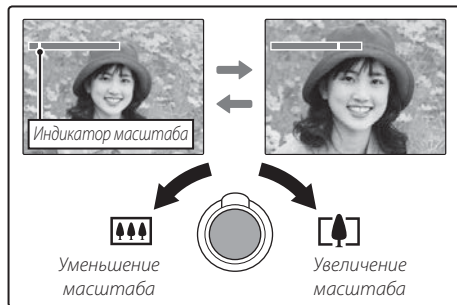 Индикатор масштаба
Уменьшение
масштаба
Увеличение
масштаба